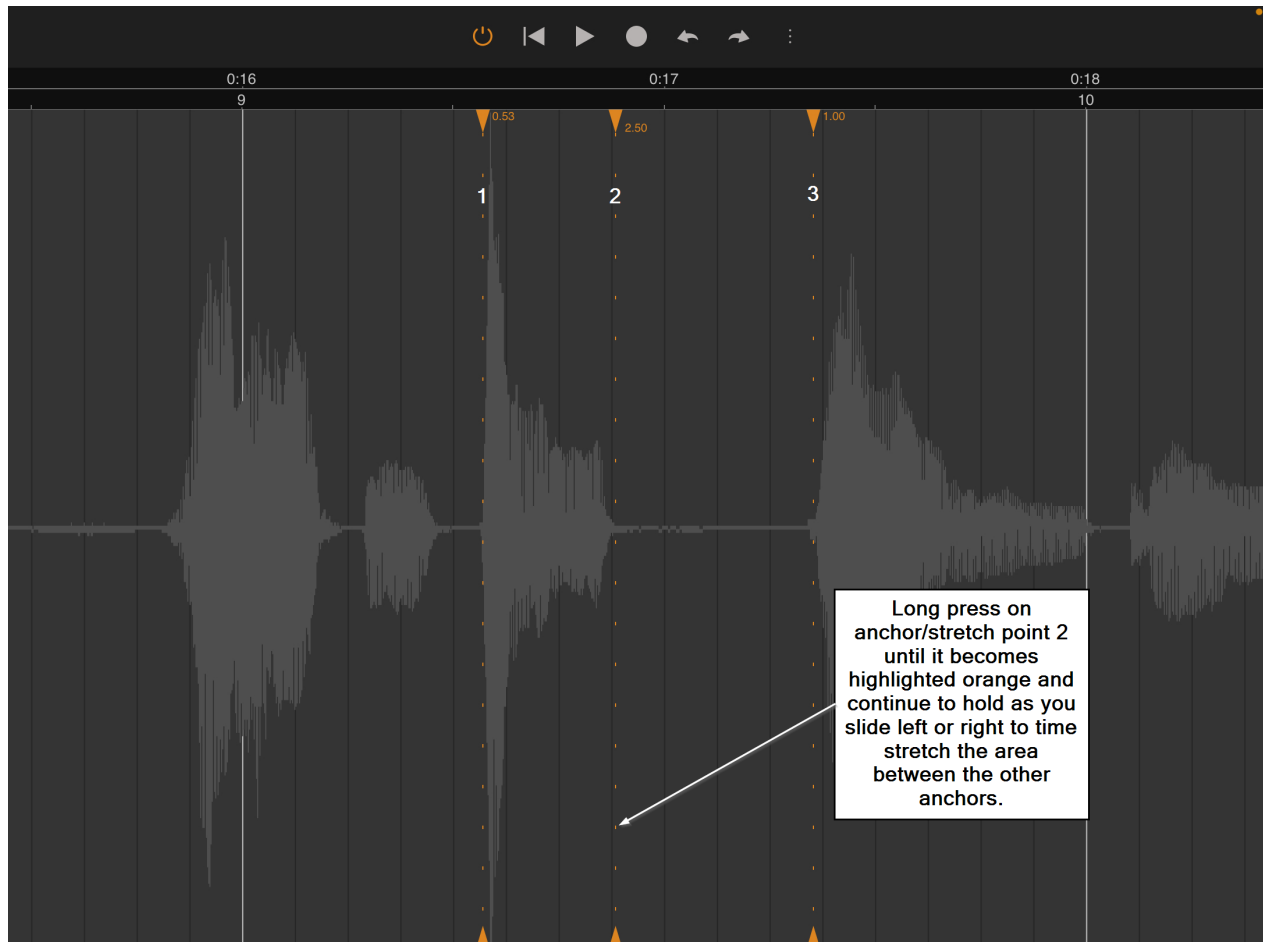 0:16 0:17 0:18
9 10
0.53 2.50 1.00
1 2 3
Long press on
anchor/stretch point 2
until it becomes
highlighted orange and
continue to hold as you
slide left or right to time
stretch the area
between the other
anchors.